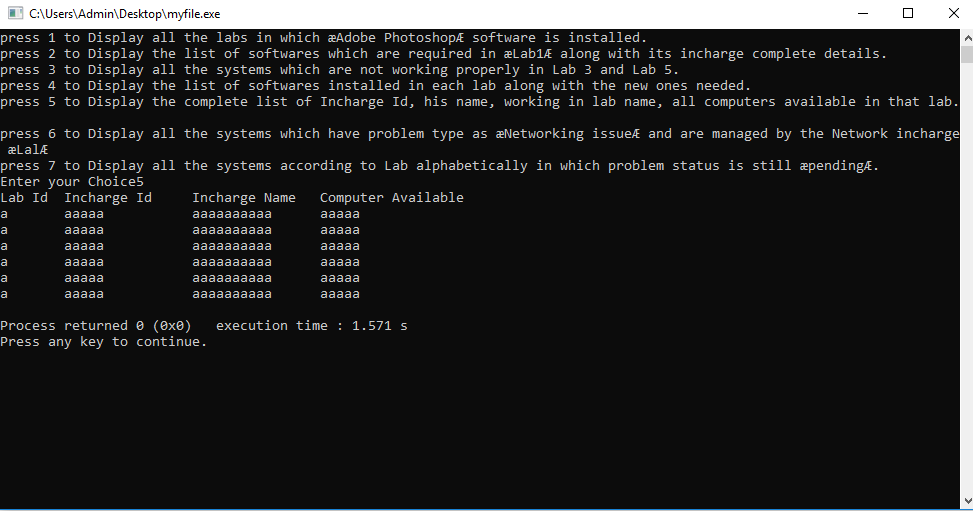 C:\Users\Admin\Desktop\myfile.exe
press 1 to Display all the labs in which æAdobe PhotoshopÆ software is installed.
press 2 to Display the list of softwares which are required in æLab1Æ along with its incharge complete details.
press 3 to Display all the systems which are not working properly in Lab 3 and Lab 5.
press 4 to Display the list of softwares installed in each lab along with the new ones needed.
press 5 to Display the complete list of Incharge Id, his name, working in lab name, all computers available in that lab.
press 6 to Display all the systems which have problem type as æNetworking issueÆ and are managed by the Network incharge
æLalÆ
press 7 to Display all the systems according to Lab alphabetically in which problem status is still æpendingÆ.
Enter your Choice5
Lab Id  Incharge Id     Incharge Name   Computer Available
a       aaaaa           aaaaaaaaaa      aaaaa
a       aaaaa           aaaaaaaaaa      aaaaa
a       aaaaa           aaaaaaaaaa      aaaaa
a       aaaaa           aaaaaaaaaa      aaaaa
a       aaaaa           aaaaaaaaaa      aaaaa
a       aaaaa           aaaaaaaaaa      aaaaa
Process returned 0 (0x0)   execution time : 1.571 s
Press any key to continue.